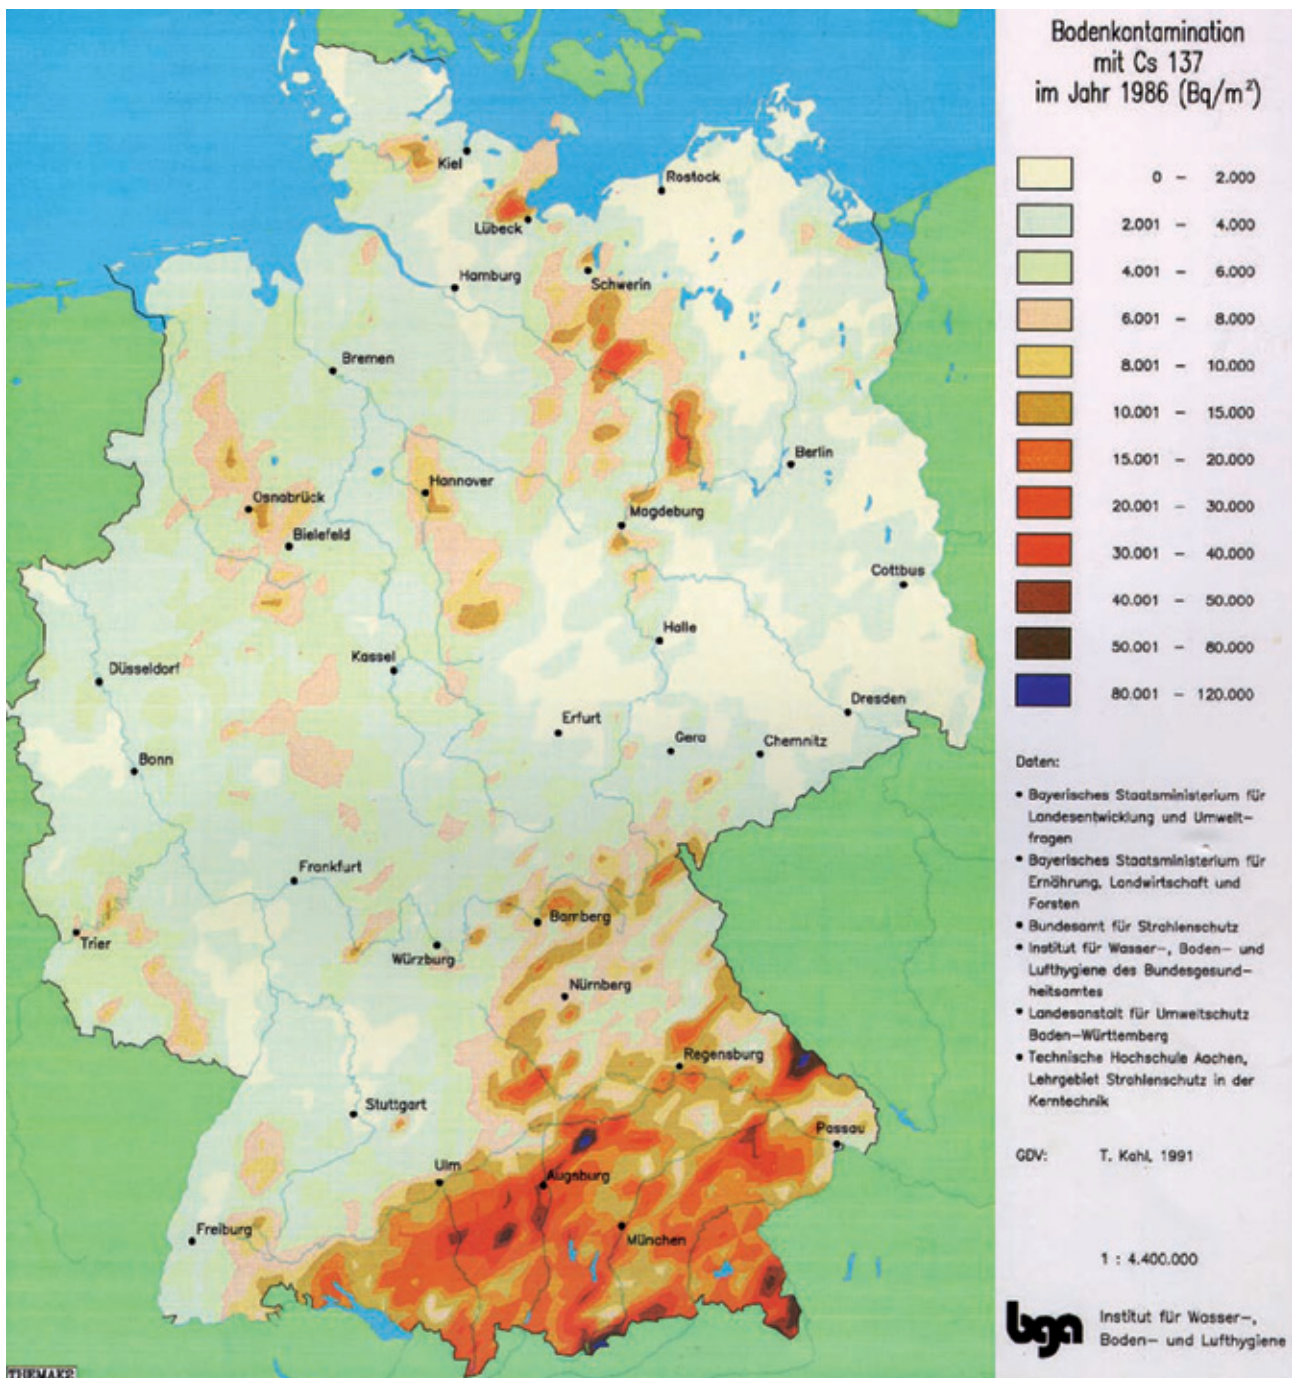 Bodenkontamination
mit Cs 137
im Jahr 1986 (Bq/m²)
0 – 2.000
2.001 – 4.000
4.001 – 6.000
6.001 – 8.000
8.001 – 10.000
10.001 – 15.000
15.001 – 20.000
20.001 – 30.000
30.001 – 40.000
40.001 – 50.000
50.001 – 80.000
80.001 – 120.000
Daten:
• Bayerisches Staatsministerium für
Landesentwicklung und Umwelt–
fragen
• Bayerisches Staatsministerium für
Ernährung, Landwirtschaft und
Forsten
• Bundesamt für Strahlenschutz
• Institut für Wasser–, Boden– und
Lufthygiene des Bundesgesund–
heitsamtes
• Landesanstalt für Umweltschutz
Baden–Württemberg
• Technische Hochschule Aachen,
Lehrgebiet Strahlenschutz in der
Kerntechnik
GDV: T. Kahl, 1991
1 : 4.400.000
bga
Institut für Wasser–,
Boden– und Lufthygiene
Kiel
Rostock
Lübeck
Hamburg
Schwerin
Bremen
Berlin
Hannover
Osnabrück
Magdeburg
Bielefeld
Cottbus
Halle
Kassel
Düsseldorf
Dresden
Erfurt
Gera
Chemnitz
Bonn
Frankfurt
Bamberg
Trier
Würzburg
Nürnberg
Regensburg
Stuttgart
Passau
Ulm
Augsburg
Freiburg
München
THEMAK2